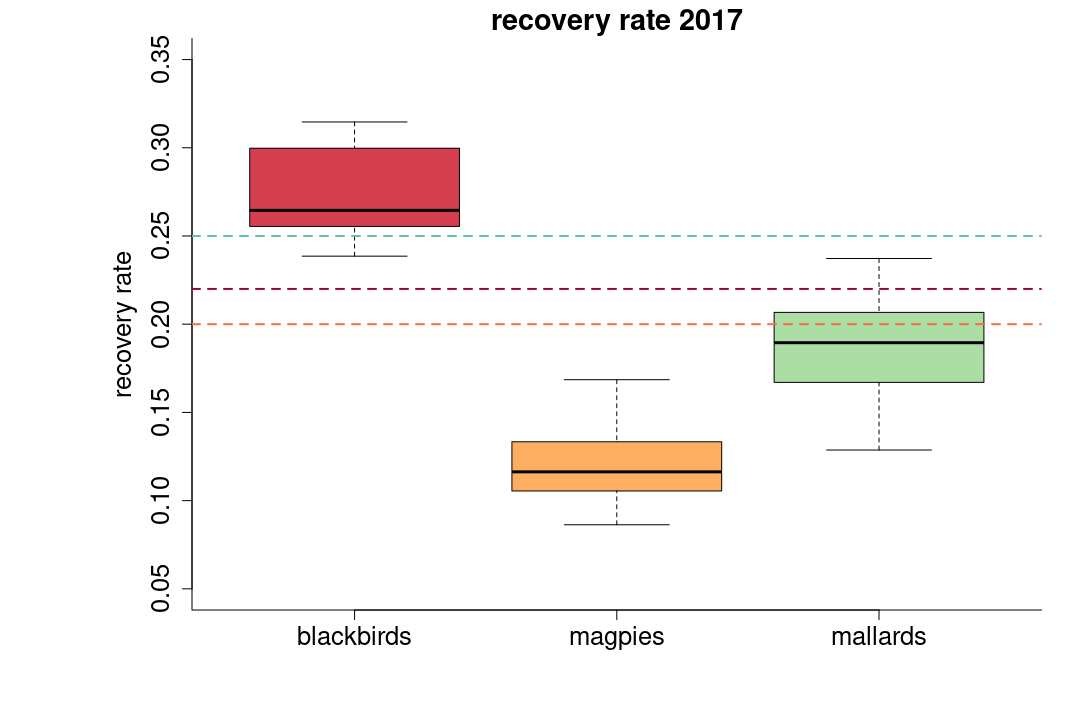 recovery rate 2017
recovery rate
0.35
0.30
0.25
0.20
0.15
0.10
0.05
blackbirds
magpies
mallards